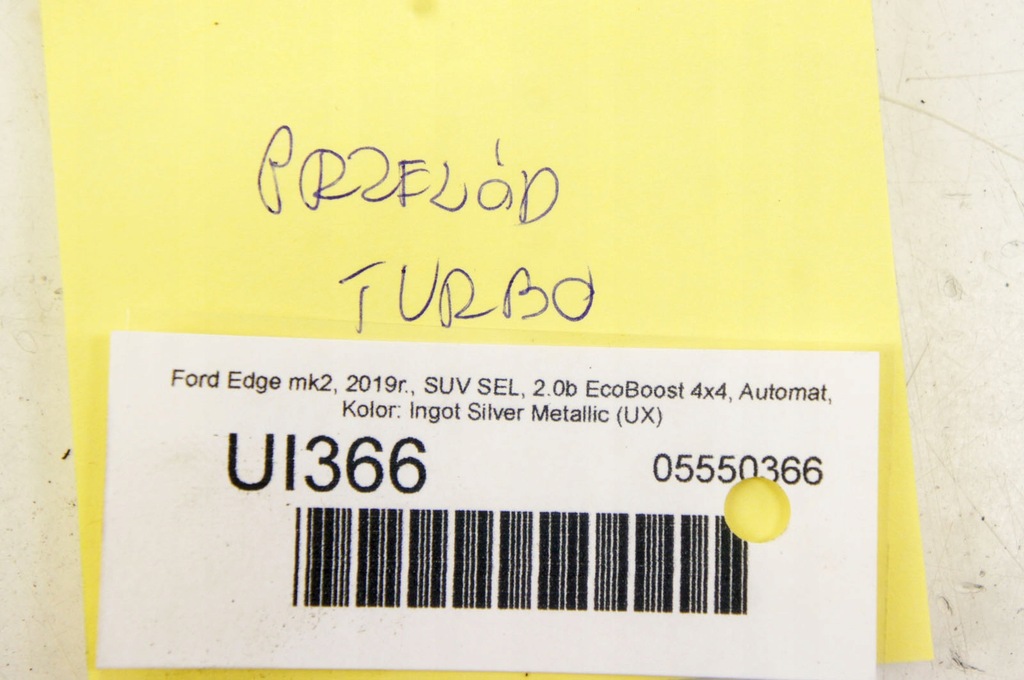 PRZEWÓD
TURBO
Ford Edge mk2, 2019r., SUV SEL, 2.0b EcoBoost 4x4, Automat,
Kolor: Ingot Silver Metallic (UX)
UI366
05550366